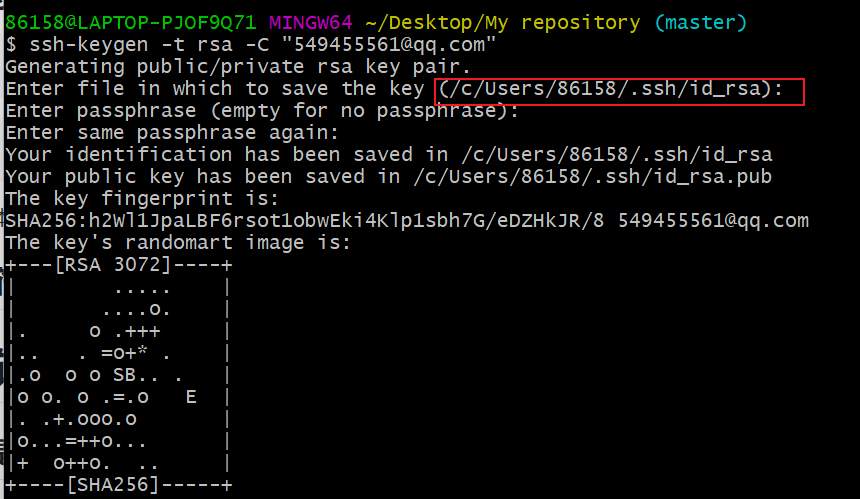 86158@LAPTOP-PJOF9Q71 MINGW64 ~/Desktop/My repository (master)
$ ssh-keygen -t rsa -C "549455561@qq.com"
Generating public/private rsa key pair.
Enter file in which to save the key (/c/Users/86158/.ssh/id_rsa):
Enter passphrase (empty for no passphrase):
Enter same passphrase again:
Your identification has been saved in /c/Users/86158/.ssh/id_rsa
Your public key has been saved in /c/Users/86158/.ssh/id_rsa.pub
The key fingerprint is:
SHA256:h2Wl1JpaLBF6rsot1obwEki4Klp1sbh7G/eDZHkJR/8 549455561@qq.com
The key's randomart image is:
+---[RSA 3072]----+
|        .....    |
|       ....o.    |
|.     o .+++     |
|..   . =o+* .    |
|.o  o o SB.. .   |
|o o. o .=.o   E  |
|. .+.ooo.o       |
|o...=++o...      |
|+  o++o.  ..     |
+----[SHA256]-----+